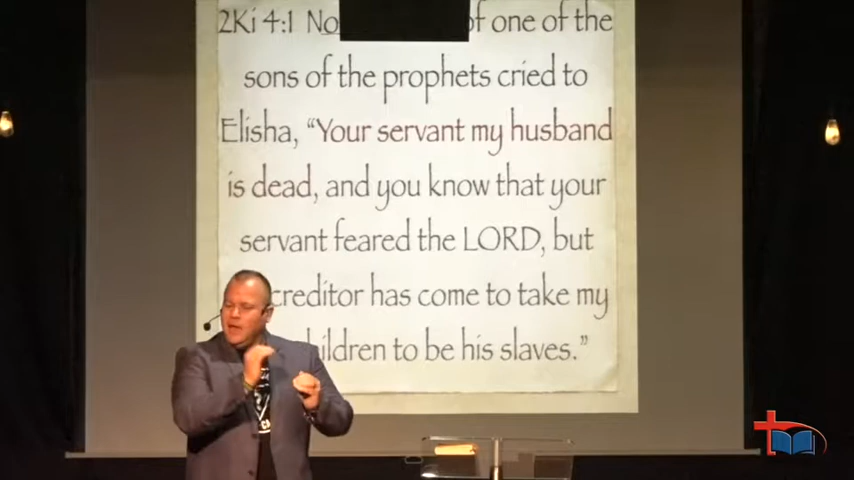 2Ki 4:1 of one of the
sons of the prophets cried to
Elisha, “Your servant my husband
is dead, and you know that your
servant feared the LORD, but
creditor has come to take my
to be his slaves.”